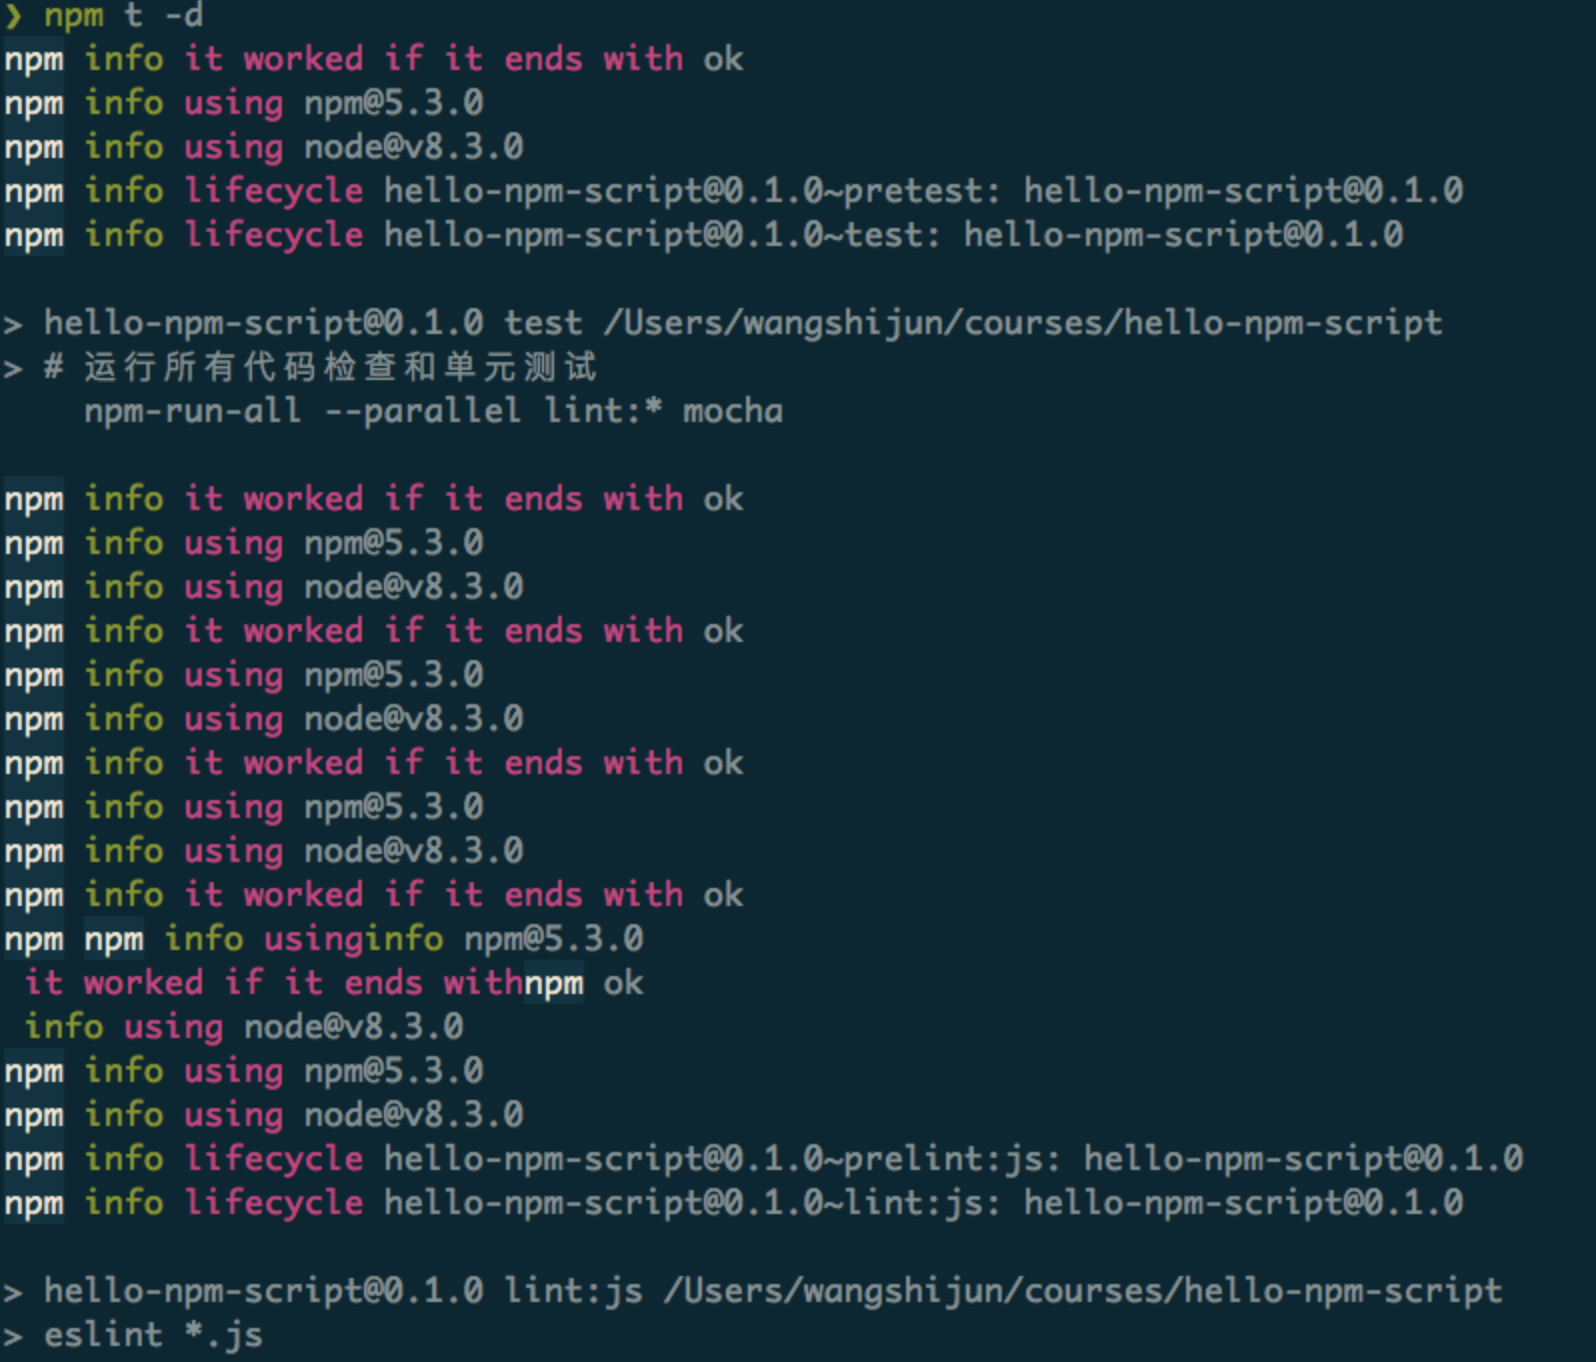 ❯ npm t -d
npm info it worked if it ends with ok
npm info using npm@5.3.0
npm info using node@v8.3.0
npm info lifecycle hello-npm-script@0.1.0~pretest: hello-npm-script@0.1.0
npm info lifecycle hello-npm-script@0.1.0~test: hello-npm-script@0.1.0
> hello-npm-script@0.1.0 test /Users/wangshijun/courses/hello-npm-script
> # 运行所有代码检查和单元测试
npm-run-all --parallel lint:* mocha
npm info it worked if it ends with ok
npm info using npm@5.3.0
npm info using node@v8.3.0
npm info it worked if it ends with ok
npm info using npm@5.3.0
npm info using node@v8.3.0
npm info it worked if it ends with ok
npm info using npm@5.3.0
npm info using node@v8.3.0
npm info it worked if it ends with ok
npm npm info usinginfo npm@5.3.0
it worked if it ends withnpm ok
info using node@v8.3.0
npm info using npm@5.3.0
npm info using node@v8.3.0
npm info lifecycle hello-npm-script@0.1.0~prelint:js: hello-npm-script@0.1.0
npm info lifecycle hello-npm-script@0.1.0~lint:js: hello-npm-script@0.1.0
> hello-npm-script@0.1.0 lint:js /Users/wangshijun/courses/hello-npm-script
> eslint *.js